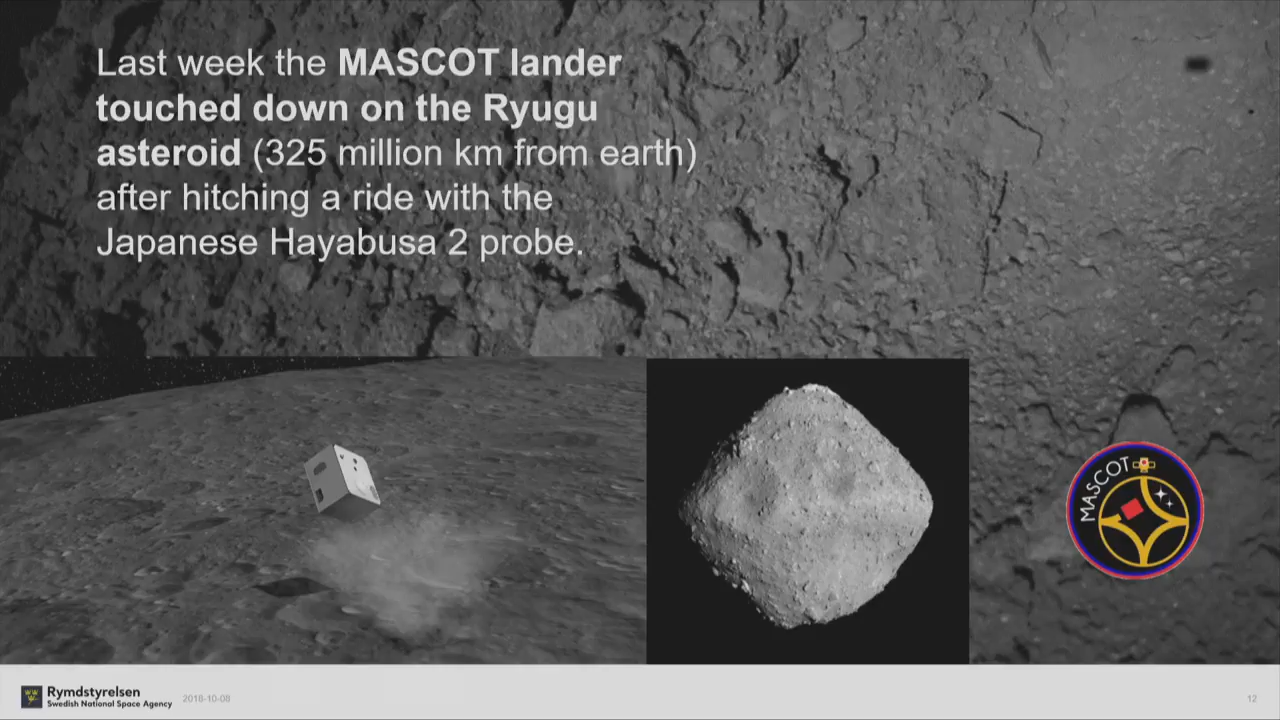 Last week the MASCOT lander
touched down on the Ryugu
asteroid (325 million km from earth)
after hitching a ride with the
Japanese Hayabusa 2 probe.
MASCOT
Rymdstyrelsen
Swedish National Space Agency
2018-10-08
12